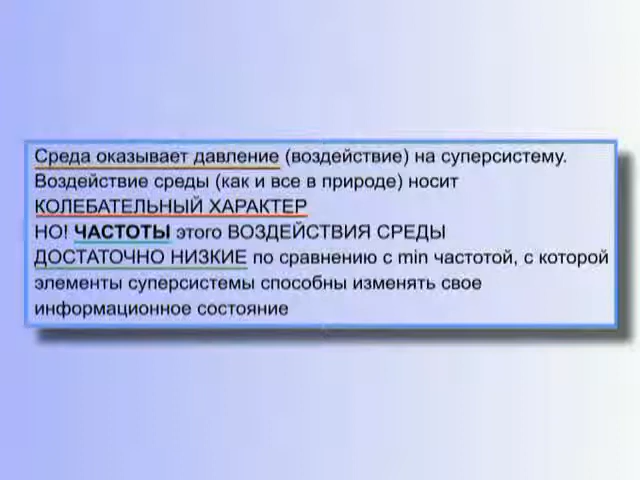 Среда оказывает давление (воздействие) на суперсистему.
Воздействие среды (как и все в природе) носит
КОЛЕБАТЕЛЬНЫЙ ХАРАКТЕР
НО! ЧАСТОТЫ этого ВОЗДЕЙСТВИЯ СРЕДЫ
ДОСТАТОЧНО НИЗКИЕ по сравнению с min частотой, с которой
элементы суперсистемы способны изменять свое
информационное состояние